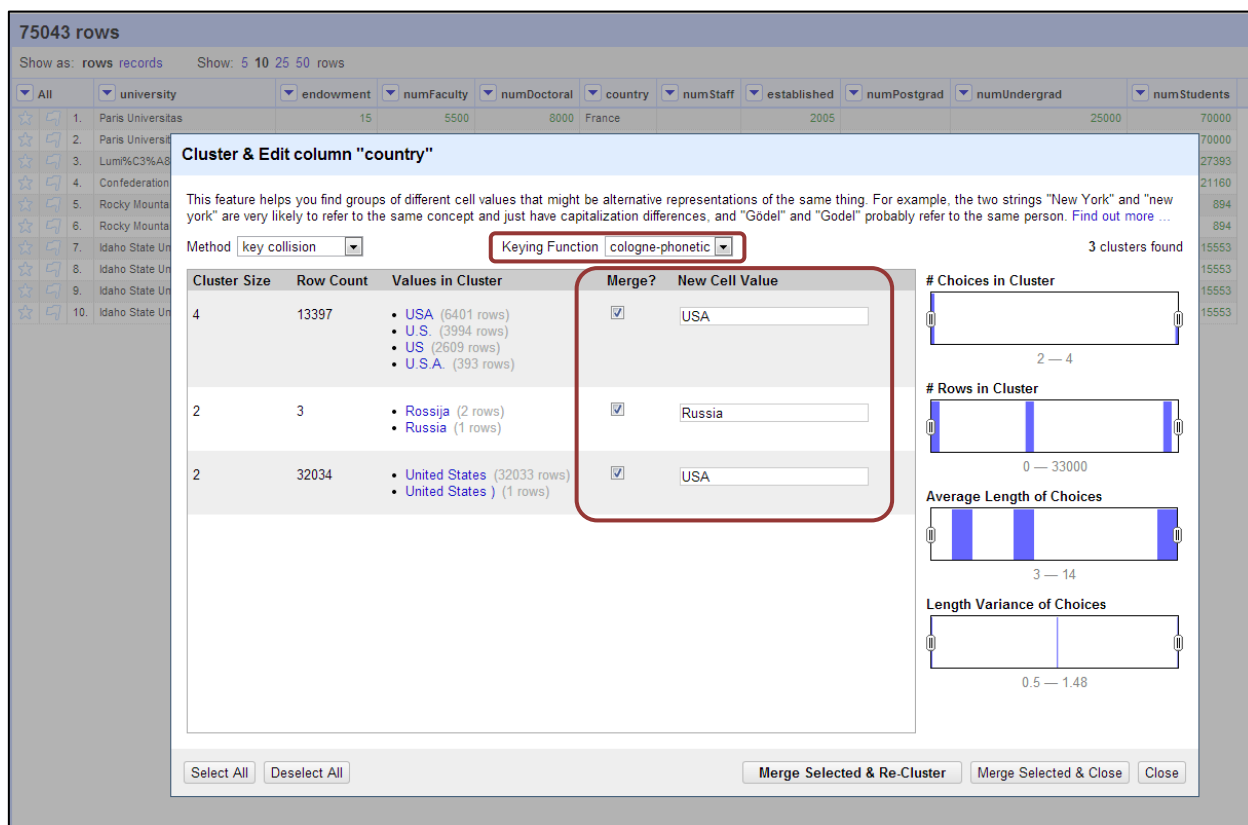 75043 rows
Show as: rows records Show: 5 10 25 50 rows
All university endowment numFaculty numDoctoral country numStaff established numPostgrad numUndergrad numStudents
1. Paris Universitas 15 5500 8000 France 2005 25000 70000
2. Paris Universit 70000
3. Lumi%C3%A8 27393
4. Confederation 21160
5. Rocky Mounta 894
6. Rocky Mounta 894
7. Idaho State Un 15553
8. Idaho State Un 15553
9. Idaho State Un 15553
10. Idaho State Un 15553
Cluster & Edit column "country"
This feature helps you find groups of different cell values that might be alternative representations of the same thing. For example, the two strings "New York" and "new
york" are very likely to refer to the same concept and just have capitalization differences, and "Gödel" and "Godel" probably refer to the same person. Find out more ...
Method key collision Keying Function cologne-phonetic 3 clusters found
Cluster Size Row Count Values in Cluster Merge? New Cell Value
4 13397 • USA (6401 rows) USA
• U.S. (3994 rows)
• US (2609 rows)
• U.S.A. (393 rows)
2 3 • Rossija (2 rows) Russia
• Russia (1 rows)
2 32034 • United States (32033 rows) USA
• United States ) (1 rows)
# Choices in Cluster
2 — 4
# Rows in Cluster
0 — 33000
Average Length of Choices
3 — 14
Length Variance of Choices
0.5 — 1.48
Select All Deselect All Merge Selected & Re-Cluster Merge Selected & Close Close